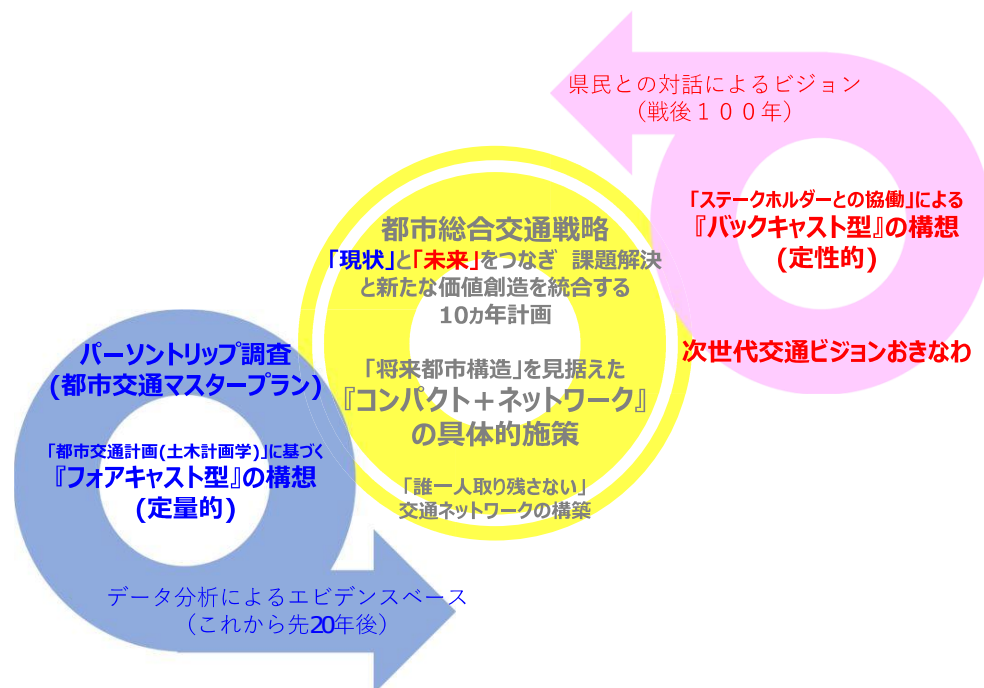 県民との対話によるビジョン
（戦後１００年）
「ステークホルダーとの協働」による
『バックキャスト型』の構想
(定性的)
次世代交通ビジョンおきなわ
都市総合交通戦略
「現状」と「未来」をつなぎ　課題解決
と新たな価値創造を統合する
10ヵ年計画
「将来都市構造」を見据えた
『コンパクト＋ネットワーク』
の具体的施策
「誰一人取り残さない」
交通ネットワークの構築
パーソントリップ調査
(都市交通マスタープラン)
「都市交通計画(土木計画学)」に基づく
『フォアキャスト型』の構想
(定量的)
データ分析によるエビデンスベース
（これから先20年後）